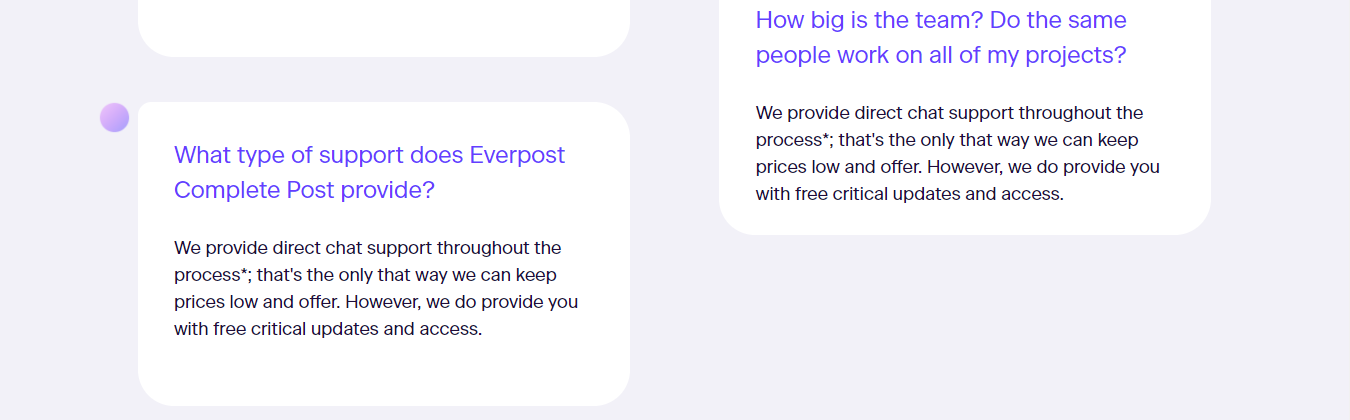 What type of support does Everpost
Complete Post provide?
We provide direct chat support throughout the
process*; that's the only that way we can keep
prices low and offer. However, we do provide you
with free critical updates and access.
How big is the team? Do the same
people work on all of my projects?
We provide direct chat support throughout the
process*; that's the only that way we can keep
prices low and offer. However, we do provide you
with free critical updates and access.